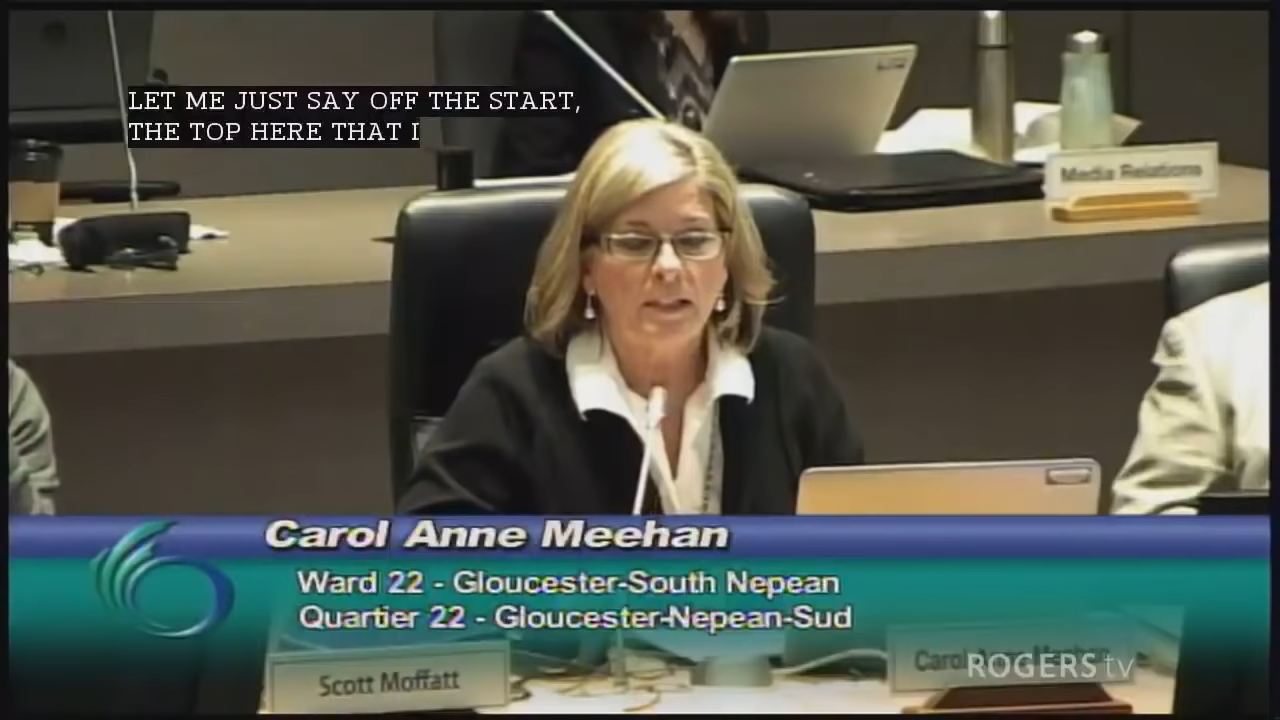 LET ME JUST SAY OFF THE START,
THE TOP HERE THAT I
Media Relations
Carol Anne Meehan
Ward 22 - Gloucester-South Nepean
Quartier 22 - Gloucester-Nepean-Sud
Scott Moffatt
Carol
ROGERS tv